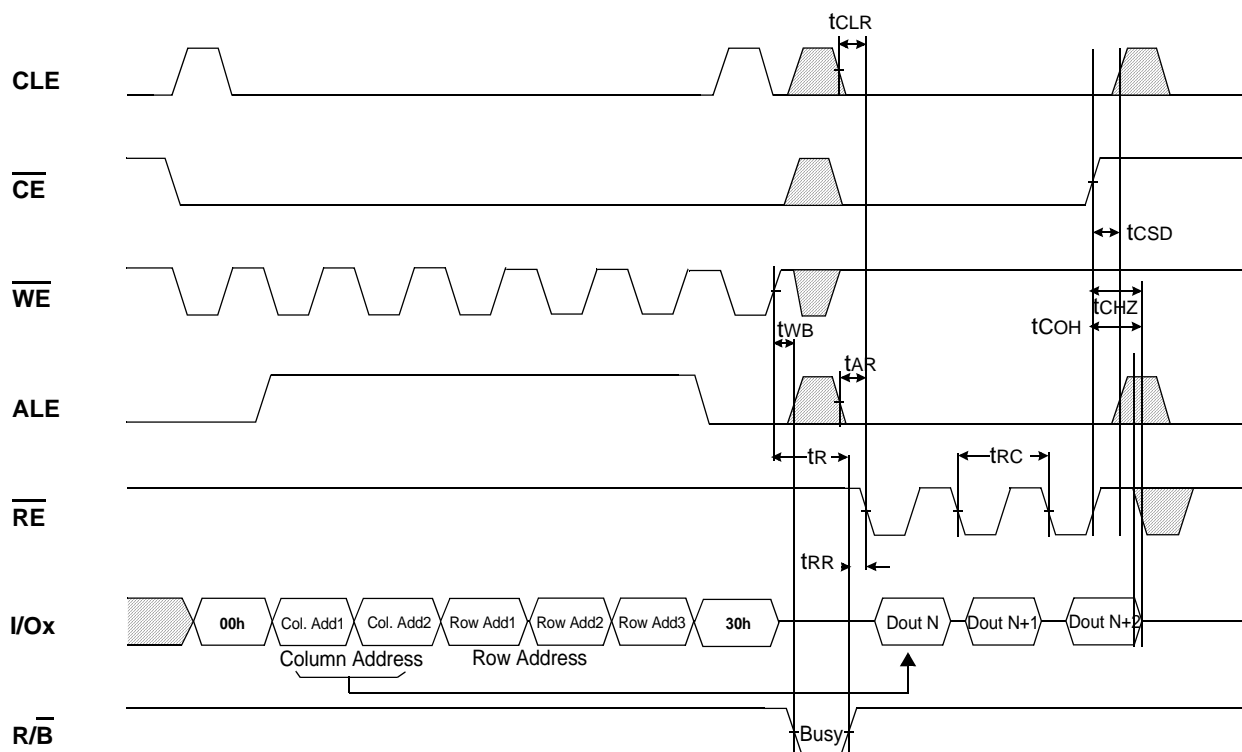 tCLR
CLE
CE
tCSD
WE
tCHZ
tWB
tCOH
tAR
ALE
tR
tRC
RE
tRR
I/Ox
00h
Col. Add1
Col. Add2
Row Add1
Row Add2
Row Add3
30h
Dout N
Dout N+1
Dout N+2
Column Address
Row Address
R/B
Busy